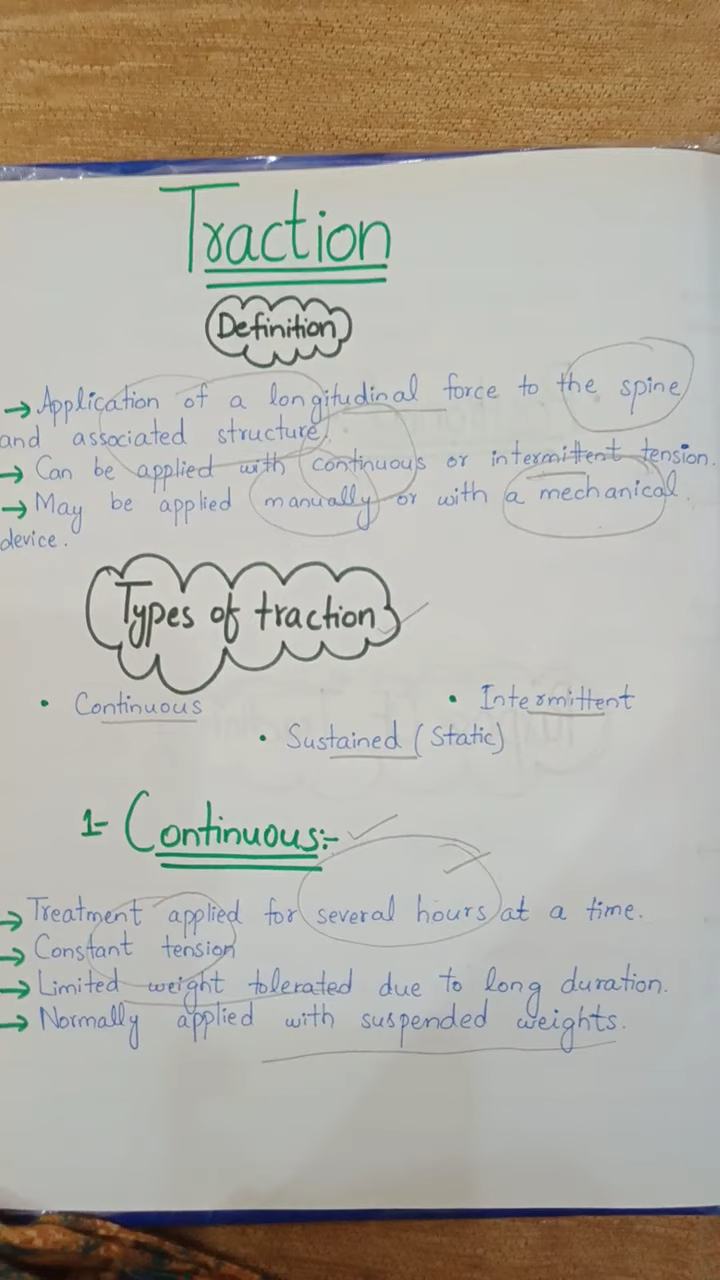 Traction
Definition
→ Application of a longitudinal force to the spine
and associated structure.
→ Can be applied with continuous or intermittent tension.
→ May be applied manually or with a mechanical
device.
Types of traction
• Continuous
• Intermittent
• Sustained (Static)
1- Continuous:-
→ Treatment applied for several hours at a time.
→ Constant tension
→ Limited weight tolerated due to long duration.
→ Normally applied with suspended weights.